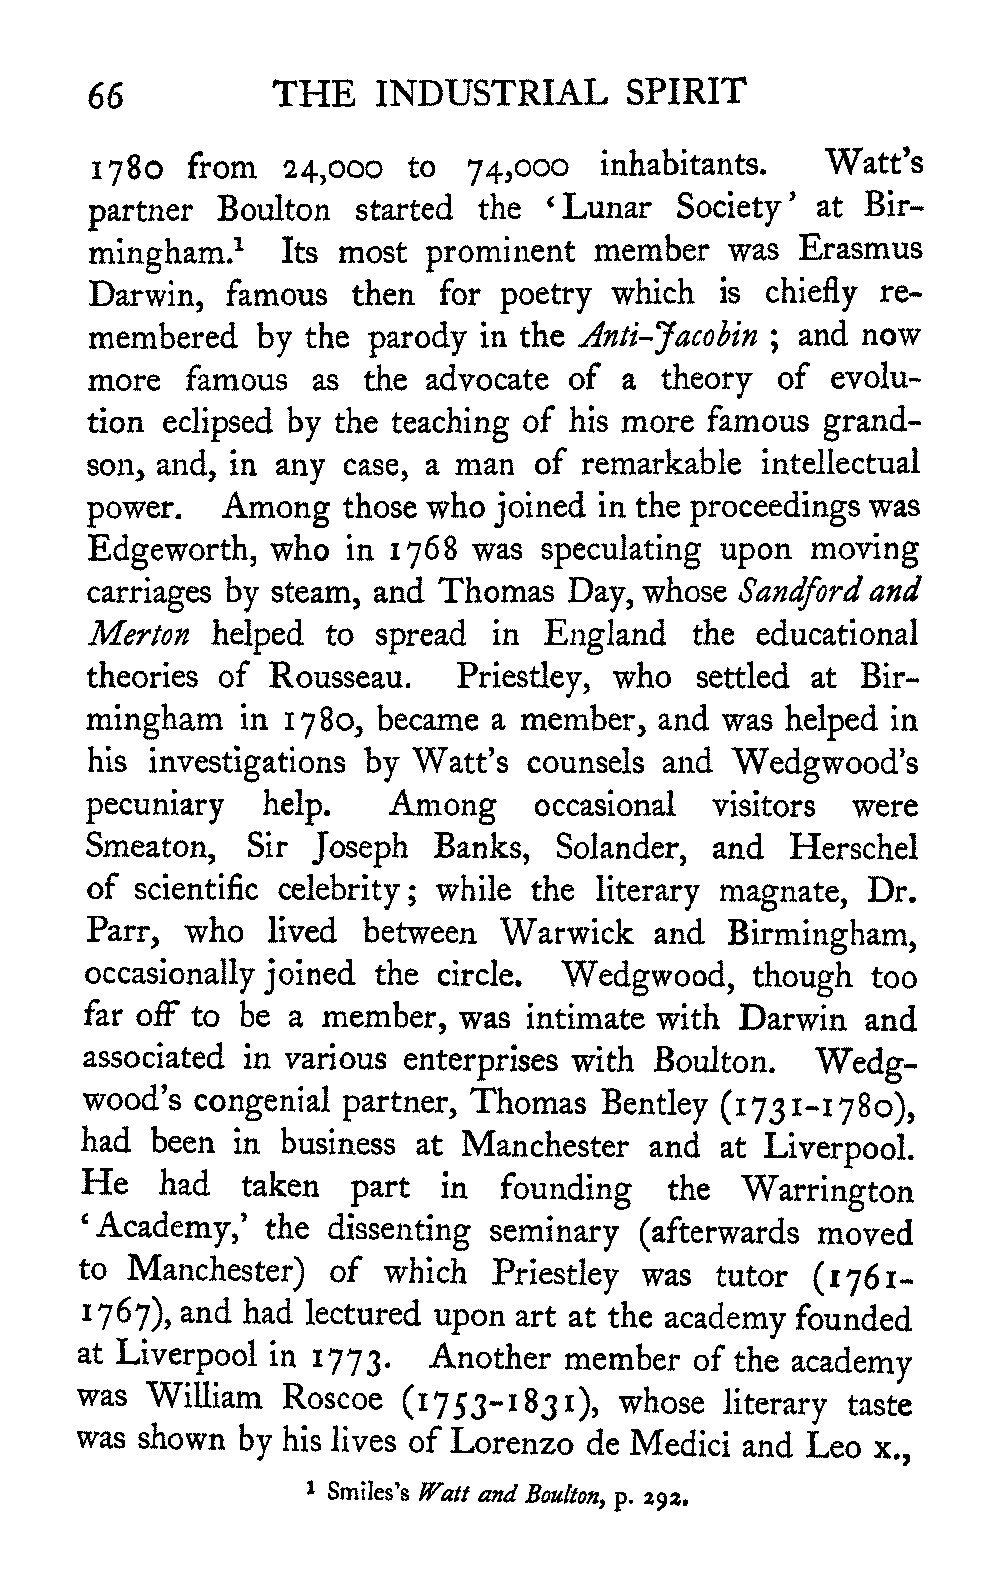 66 THE INDUSTRIAL SPIRIT
1780 from 24,000 to 74,000 inhabitants. Watt's
partner Boulton started the ‘Lunar Society’ at Bir-
mingham.¹ Its most prominent member was Erasmus
Darwin, famous then for poetry which is chiefly re-
membered by the parody in the Anti-Jacobin ; and now
more famous as the advocate of a theory of evolu-
tion eclipsed by the teaching of his more famous grand-
son, and, in any case, a man of remarkable intellectual
power. Among those who joined in the proceedings was
Edgeworth, who in 1768 was speculating upon moving
carriages by steam, and Thomas Day, whose Sandford and
Merton helped to spread in England the educational
theories of Rousseau. Priestley, who settled at Bir-
mingham in 1780, became a member, and was helped in
his investigations by Watt's counsels and Wedgwood's
pecuniary help. Among occasional visitors were
Smeaton, Sir Joseph Banks, Solander, and Herschel
of scientific celebrity; while the literary magnate, Dr.
Parr, who lived between Warwick and Birmingham,
occasionally joined the circle. Wedgwood, though too
far off to be a member, was intimate with Darwin and
associated in various enterprises with Boulton. Wedg-
wood's congenial partner, Thomas Bentley (1731-1780),
had been in business at Manchester and at Liverpool.
He had taken part in founding the Warrington
‘Academy,’ the dissenting seminary (afterwards moved
to Manchester) of which Priestley was tutor (1761-
1767), and had lectured upon art at the academy founded
at Liverpool in 1773. Another member of the academy
was William Roscoe (1753-1831), whose literary taste
was shown by his lives of Lorenzo de Medici and Leo x.,
¹ Smiles's Watt and Boulton, p. 292.